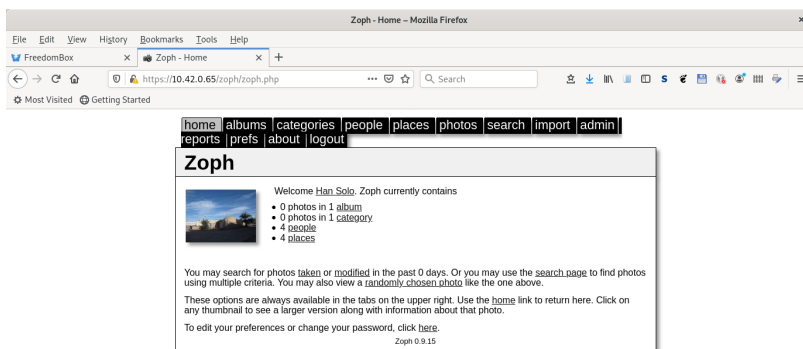 Zoph - Home – Mozilla Firefox
File Edit View History Bookmarks Tools Help
FreedomBox Zoph - Home
https://10.42.0.65/zoph/zoph.php Search
Most Visited Getting Started
home albums categories people places photos search import admin
reports prefs about logout
Zoph
Welcome Han Solo. Zoph currently contains
0 photos in 1 album
0 photos in 1 category
4 people
4 places
You may search for photos taken or modified in the past 0 days. Or you may use the search page to find photos
using multiple criteria. You may also view a randomly chosen photo like the one above.
These options are always available in the tabs on the upper right. Use the home link to return here. Click on
any thumbnail to see a larger version along with information about that photo.
To edit your preferences or change your password, click here.
Zoph 0.9.15